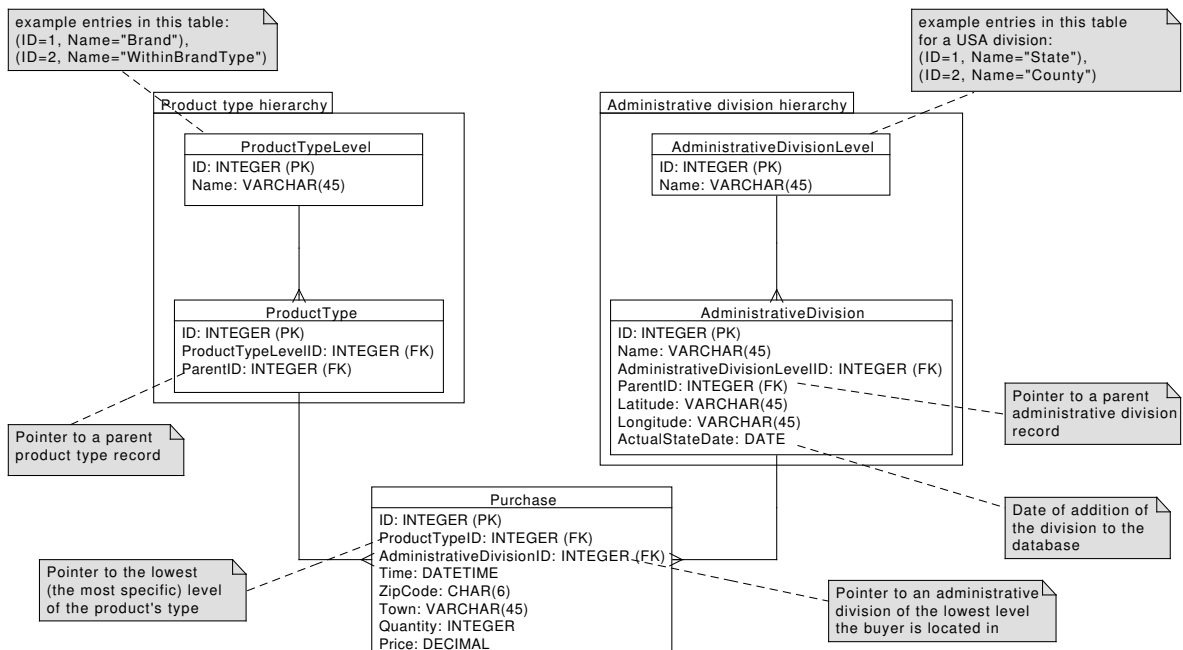 example entries in this table:
(ID=1, Name="Brand"),
(ID=2, Name="WithinBrandType")
example entries in this table
for a USA division:
(ID=1, Name="State"),
(ID=2, Name="County")
Product type hierarchy
Administrative division hierarchy
ProductTypeLevel
ID: INTEGER (PK)
Name: VARCHAR(45)
AdministrativeDivisionLevel
ID: INTEGER (PK)
Name: VARCHAR(45)
ProductType
ID: INTEGER (PK)
ProductTypeLevelID: INTEGER (FK)
ParentID: INTEGER (FK)
AdministrativeDivision
ID: INTEGER (PK)
Name: VARCHAR(45)
AdministrativeDivisionLevelID: INTEGER (FK)
ParentID: INTEGER (FK)
Latitude: VARCHAR(45)
Longitude: VARCHAR(45)
ActualStateDate: DATE
Pointer to a parent
administrative division
record
Pointer to a parent
product type record
Purchase
ID: INTEGER (PK)
ProductTypeID: INTEGER (FK)
AdministrativeDivisionID: INTEGER (FK)
Time: DATETIME
ZipCode: CHAR(6)
Town: VARCHAR(45)
Quantity: INTEGER
Price: DECIMAL
Date of addition of
the division to the
database
Pointer to the lowest
(the most specific) level
of the product's type
Pointer to an administrative
division of the lowest level
the buyer is located in